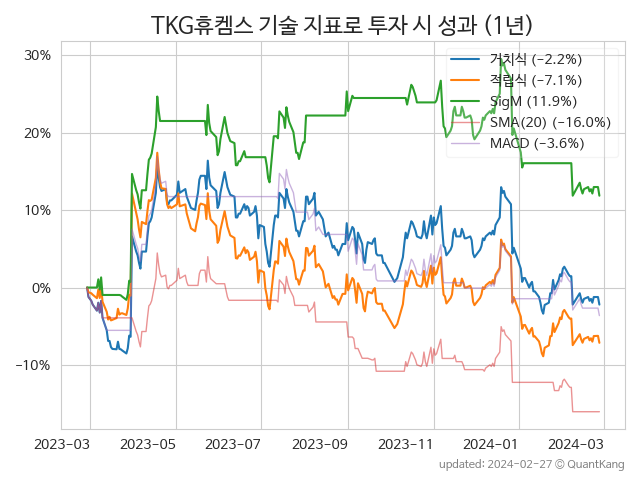 TKG휴켐스 기술 지표로 투자 시 성과 (1년)
30%
20%
10%
0%
−10%
거치식 (−2.2%)
적립식 (−7.1%)
SigM (11.9%)
SMA(20) (−16.0%)
MACD (−3.6%)
2023-03 2023-05 2023-07 2023-09 2023-11 2024-01 2024-03
updated: 2024-02-27 © QuantKang